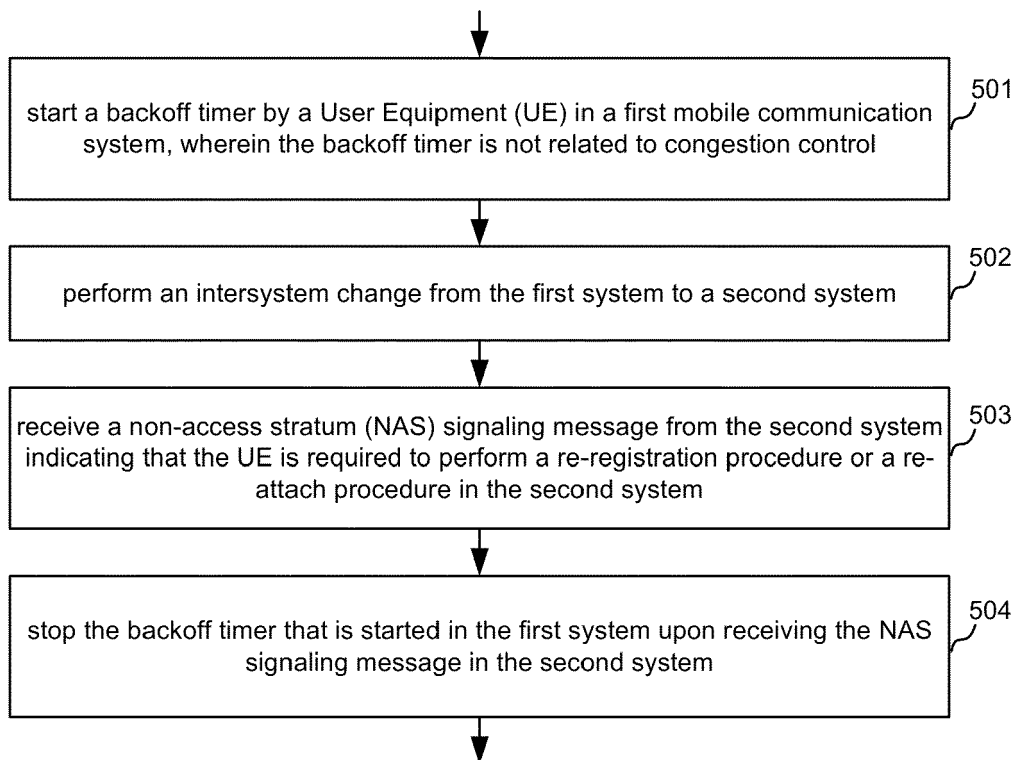 start a backoff timer by a User Equipment (UE) in a first mobile communication
system, wherein the backoff timer is not related to congestion control
501
perform an intersystem change from the first system to a second system
502
receive a non-access stratum (NAS) signaling message from the second system
indicating that the UE is required to perform a re-registration procedure or a re-
attach procedure in the second system
503
stop the backoff timer that is started in the first system upon receiving the NAS
signaling message in the second system
504